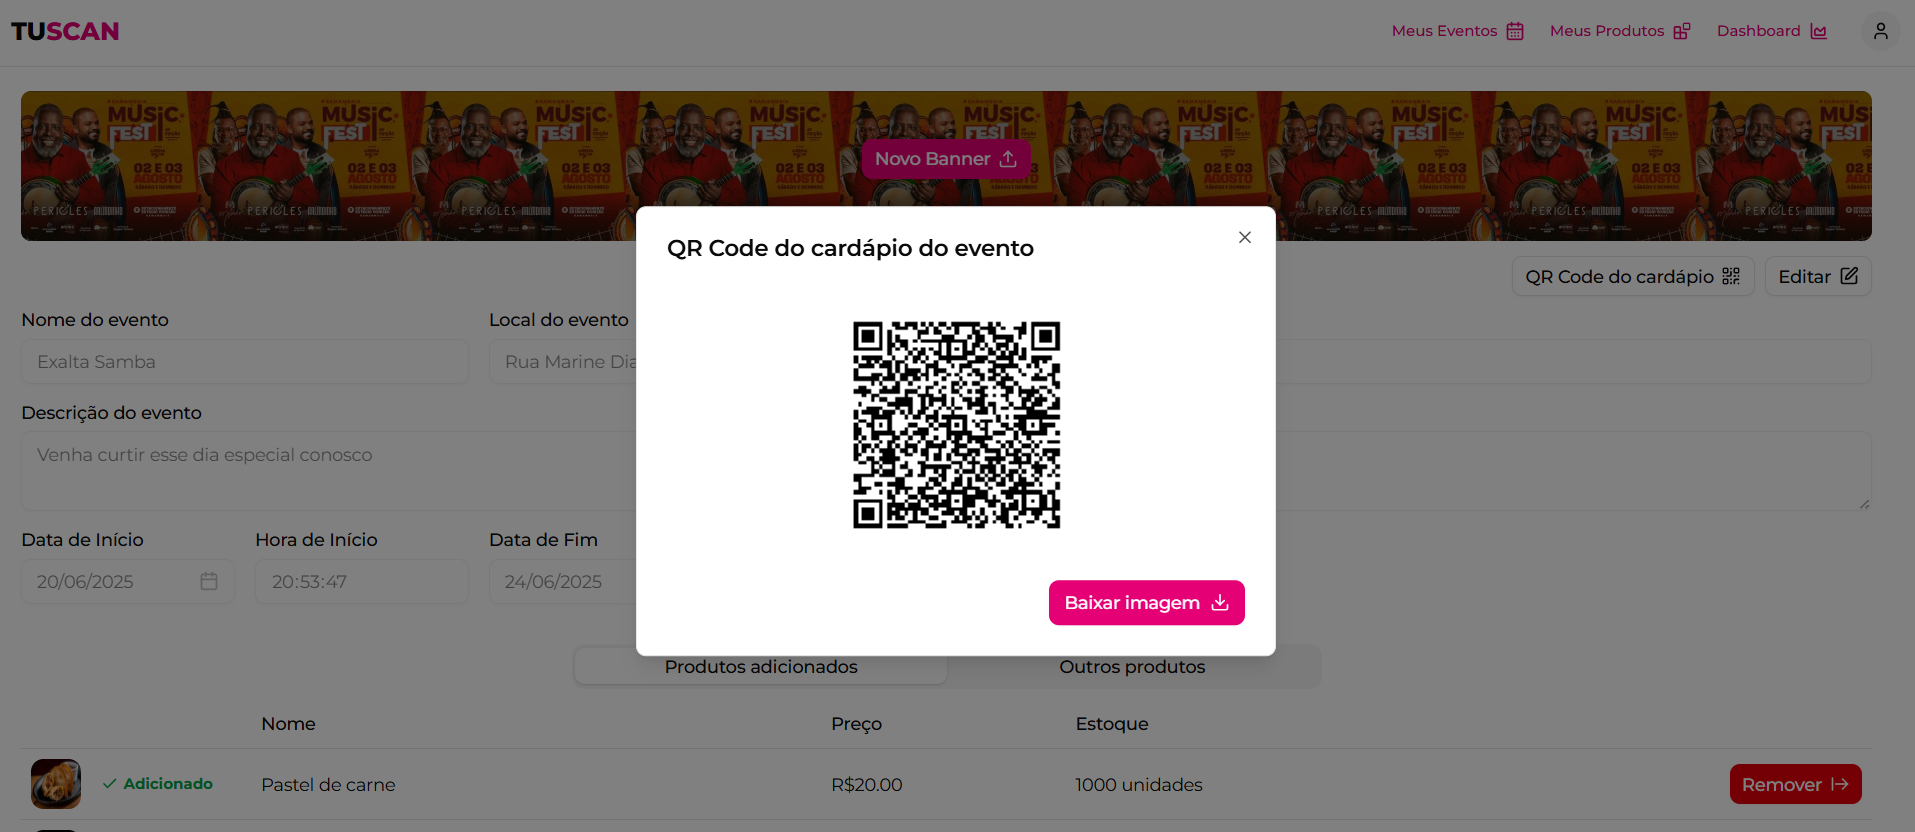 TUSCAN
Meus Eventos
Meus Produtos
Dashboard
MUSIC FEST
02 E 03
AGOSTO
SÁBADO E DOMINGO
PERICLES
Novo Banner
QR Code do cardápio do evento
QR Code do cardápio
Editar
Nome do evento
Local do evento
Exalta Samba
Rua Marine Dia
Descrição do evento
Venha curtir esse dia especial conosco
Data de Início
Hora de Início
Data de Fim
20/06/2025
20:53:47
24/06/2025
Baixar imagem
Produtos adicionados
Outros produtos
Nome
Preço
Estoque
Adicionado
Pastel de carne
R$20.00
1000 unidades
Remover